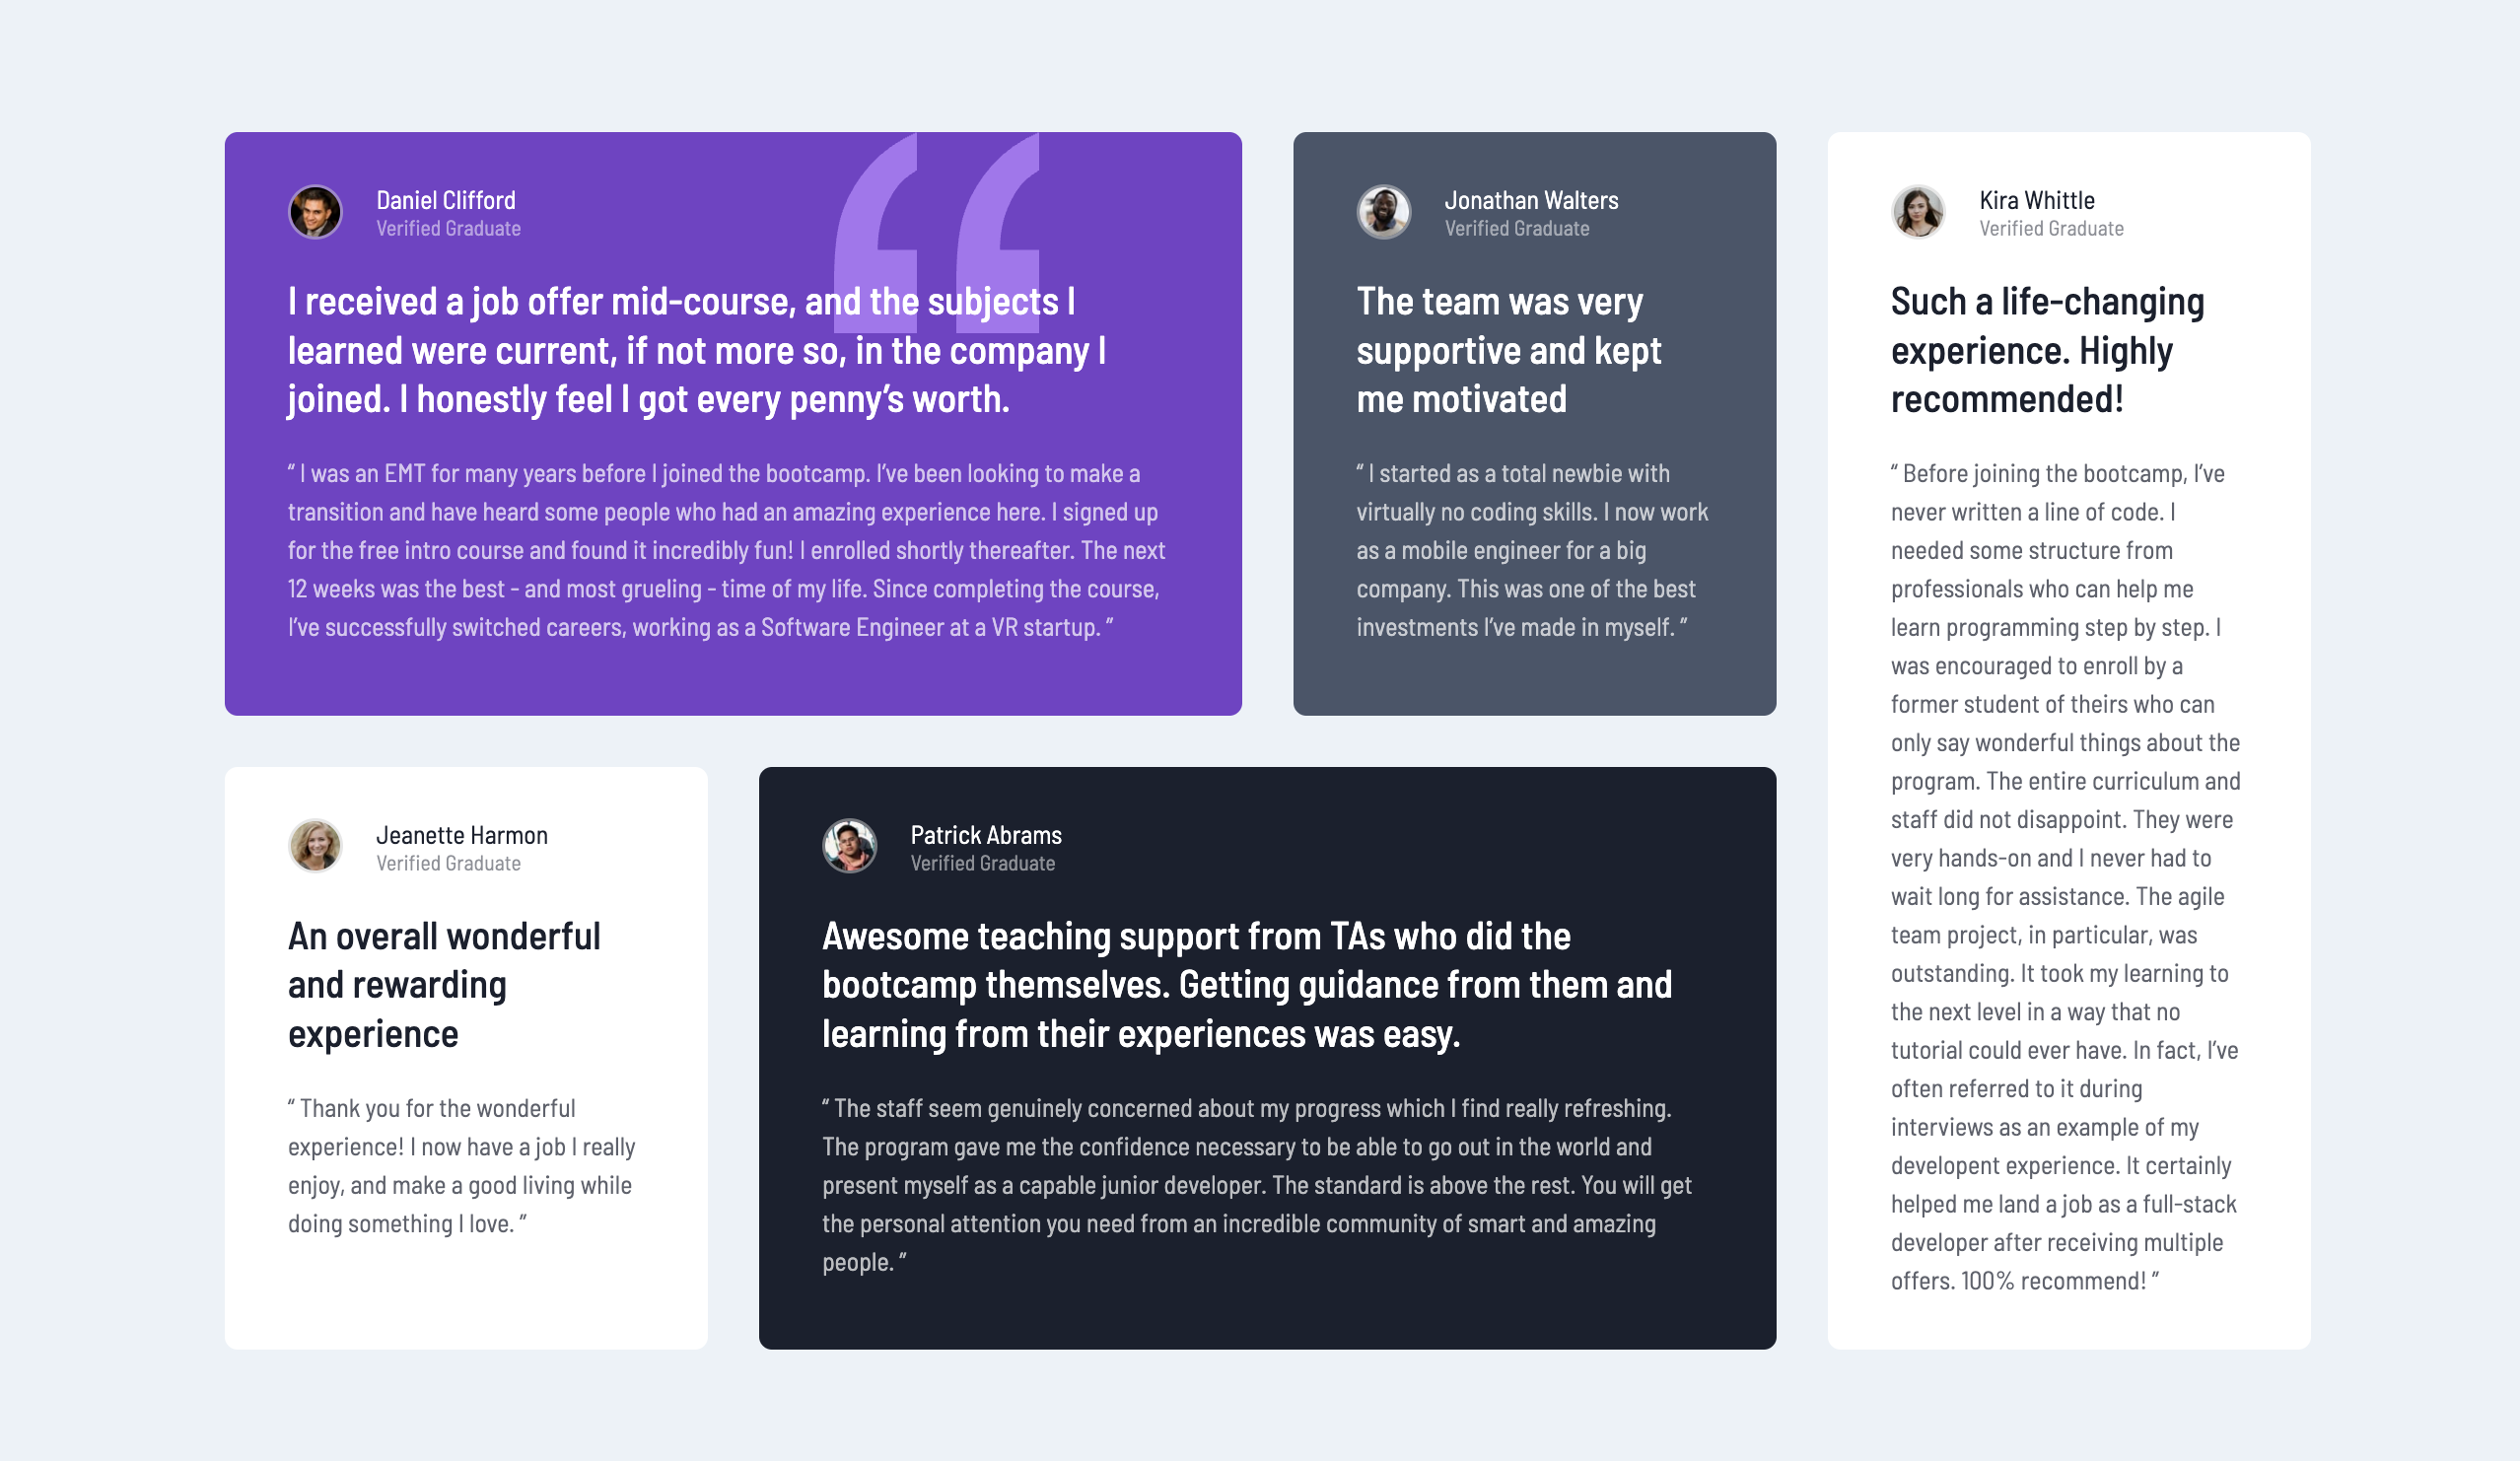 Daniel Clifford
Verified Graduate
I received a job offer mid-course, and the subjects I
learned were current, if not more so, in the company I
joined. I honestly feel I got every penny’s worth.
“ I was an EMT for many years before I joined the bootcamp. I’ve been looking to make a
transition and have heard some people who had an amazing experience here. I signed up
for the free intro course and found it incredibly fun! I enrolled shortly thereafter. The next
12 weeks was the best - and most grueling - time of my life. Since completing the course,
I’ve successfully switched careers, working as a Software Engineer at a VR startup. ”
Jonathan Walters
Verified Graduate
The team was very
supportive and kept
me motivated
“ I started as a total newbie with
virtually no coding skills. I now work
as a mobile engineer for a big
company. This was one of the best
investments I’ve made in myself. ”
Kira Whittle
Verified Graduate
Such a life-changing
experience. Highly
recommended!
“ Before joining the bootcamp, I’ve
never written a line of code. I
needed some structure from
professionals who can help me
learn programming step by step. I
was encouraged to enroll by a
former student of theirs who can
only say wonderful things about the
program. The entire curriculum and
staff did not disappoint. They were
very hands-on and I never had to
wait long for assistance. The agile
team project, in particular, was
outstanding. It took my learning to
the next level in a way that no
tutorial could ever have. In fact, I’ve
often referred to it during
interviews as an example of my
developent experience. It certainly
helped me land a job as a full-stack
developer after receiving multiple
offers. 100% recommend! ”
Jeanette Harmon
Verified Graduate
An overall wonderful
and rewarding
experience
“ Thank you for the wonderful
experience! I now have a job I really
enjoy, and make a good living while
doing something I love. ”
Patrick Abrams
Verified Graduate
Awesome teaching support from TAs who did the
bootcamp themselves. Getting guidance from them and
learning from their experiences was easy.
“ The staff seem genuinely concerned about my progress which I find really refreshing.
The program gave me the confidence necessary to be able to go out in the world and
present myself as a capable junior developer. The standard is above the rest. You will get
the personal attention you need from an incredible community of smart and amazing
people. ”